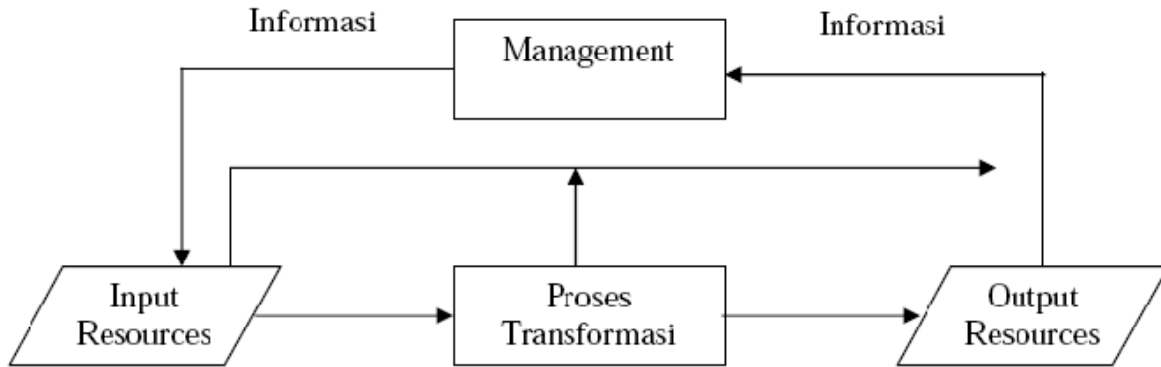 Informasi
Management
Informasi
Input
Resources
Proses
Transformasi
Output
Resources